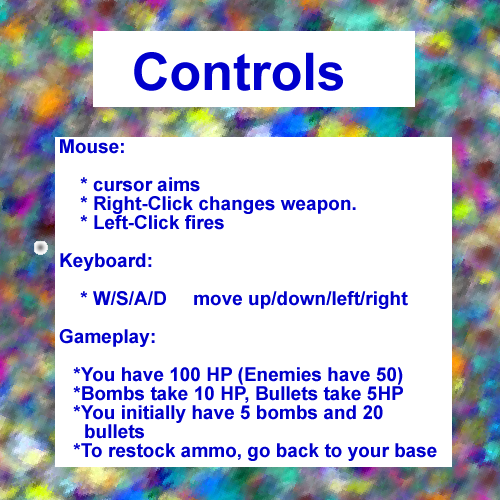 Controls
Mouse:
* cursor aims
* Right-Click changes weapon.
* Left-Click fires
Keyboard:
* W/S/A/D move up/down/left/right
Gameplay:
*You have 100 HP (Enemies have 50)
*Bombs take 10 HP, Bullets take 5HP
*You initially have 5 bombs and 20
bullets
*To restock ammo, go back to your base